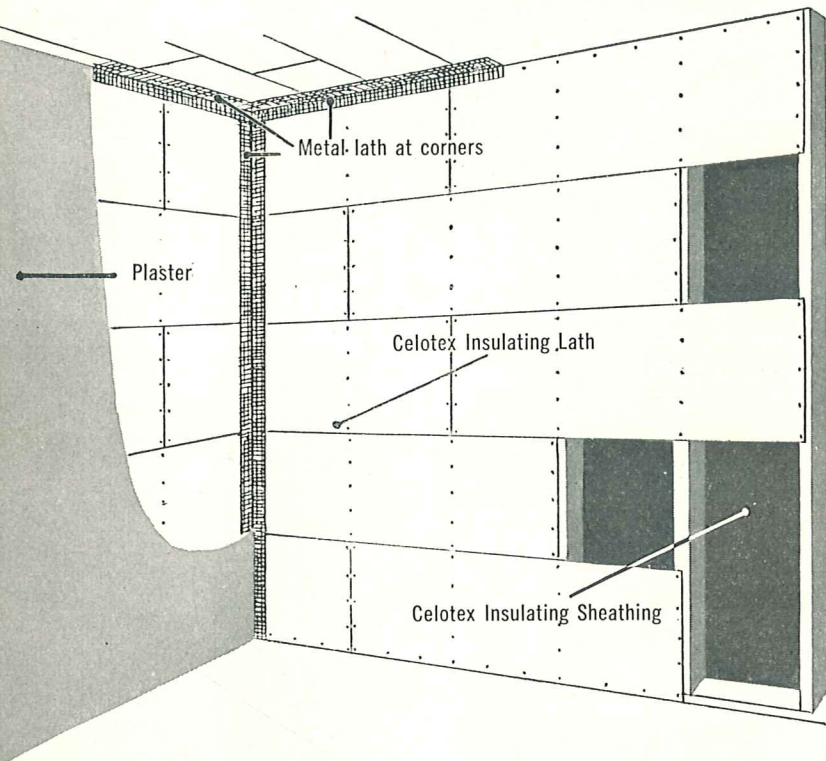 Metal lath at corners
Plaster
Celotex Insulating Lath
Celotex Insulating Sheathing